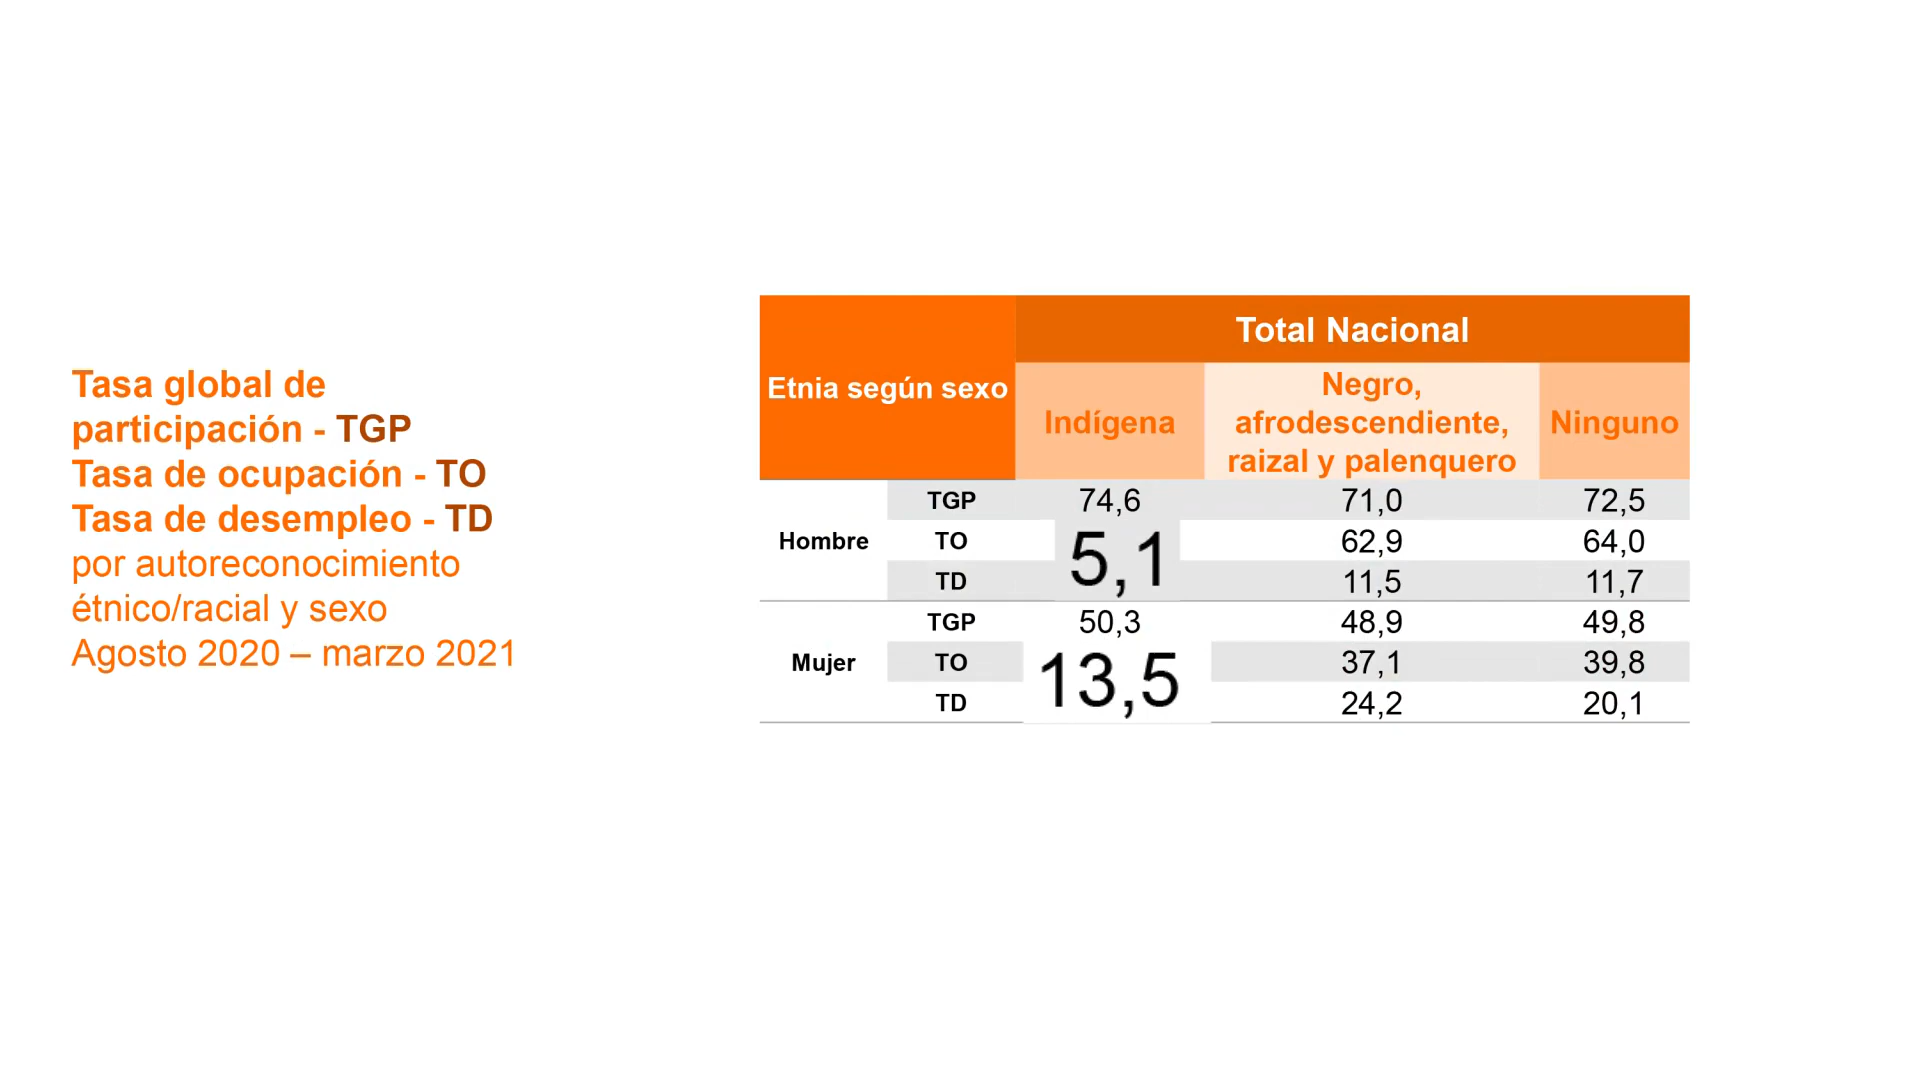 Tasa global de
participación - TGP
Tasa de ocupación - TO
Tasa de desempleo - TD
por autoreconocimiento
étnico/racial y sexo
Agosto 2020 – marzo 2021
Etnia según sexo
Total Nacional
Indígena
Negro,
afrodescendiente,
raizal y palenquero
Ninguno
Hombre
TGP 74,6 71,0 72,5
TO 62,9 64,0
5,1
TD 11,5 11,7
Mujer
TGP 50,3 48,9 49,8
TO 37,1 39,8
13,5
TD 24,2 20,1